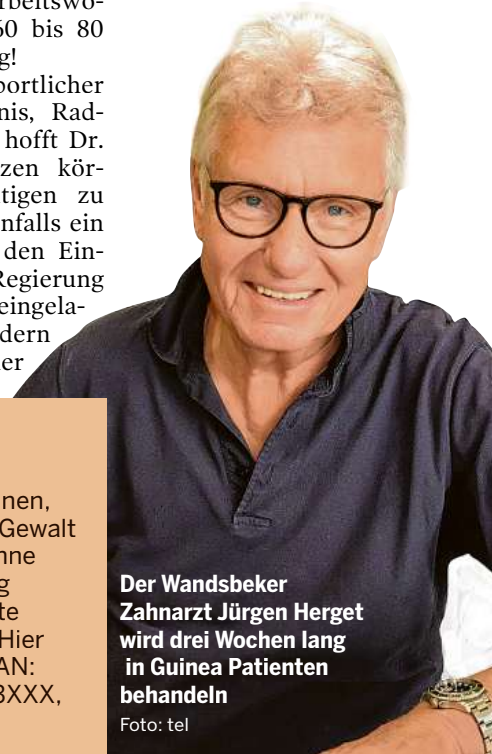 60 bis 80
g!
portlicher
nis, Rad-
hofft Dr.
zen kör-
tigen zu
nfalls ein
den Ein-
Regierung
eingela-
dern
er
nen,
Gewalt
nne
g
te
Hier
AN:
BXXX,
Der Wandsbeker
Zahnarzt Jürgen Herget
wird drei Wochen lang
in Guinea Patienten
behandeln
Foto: tel